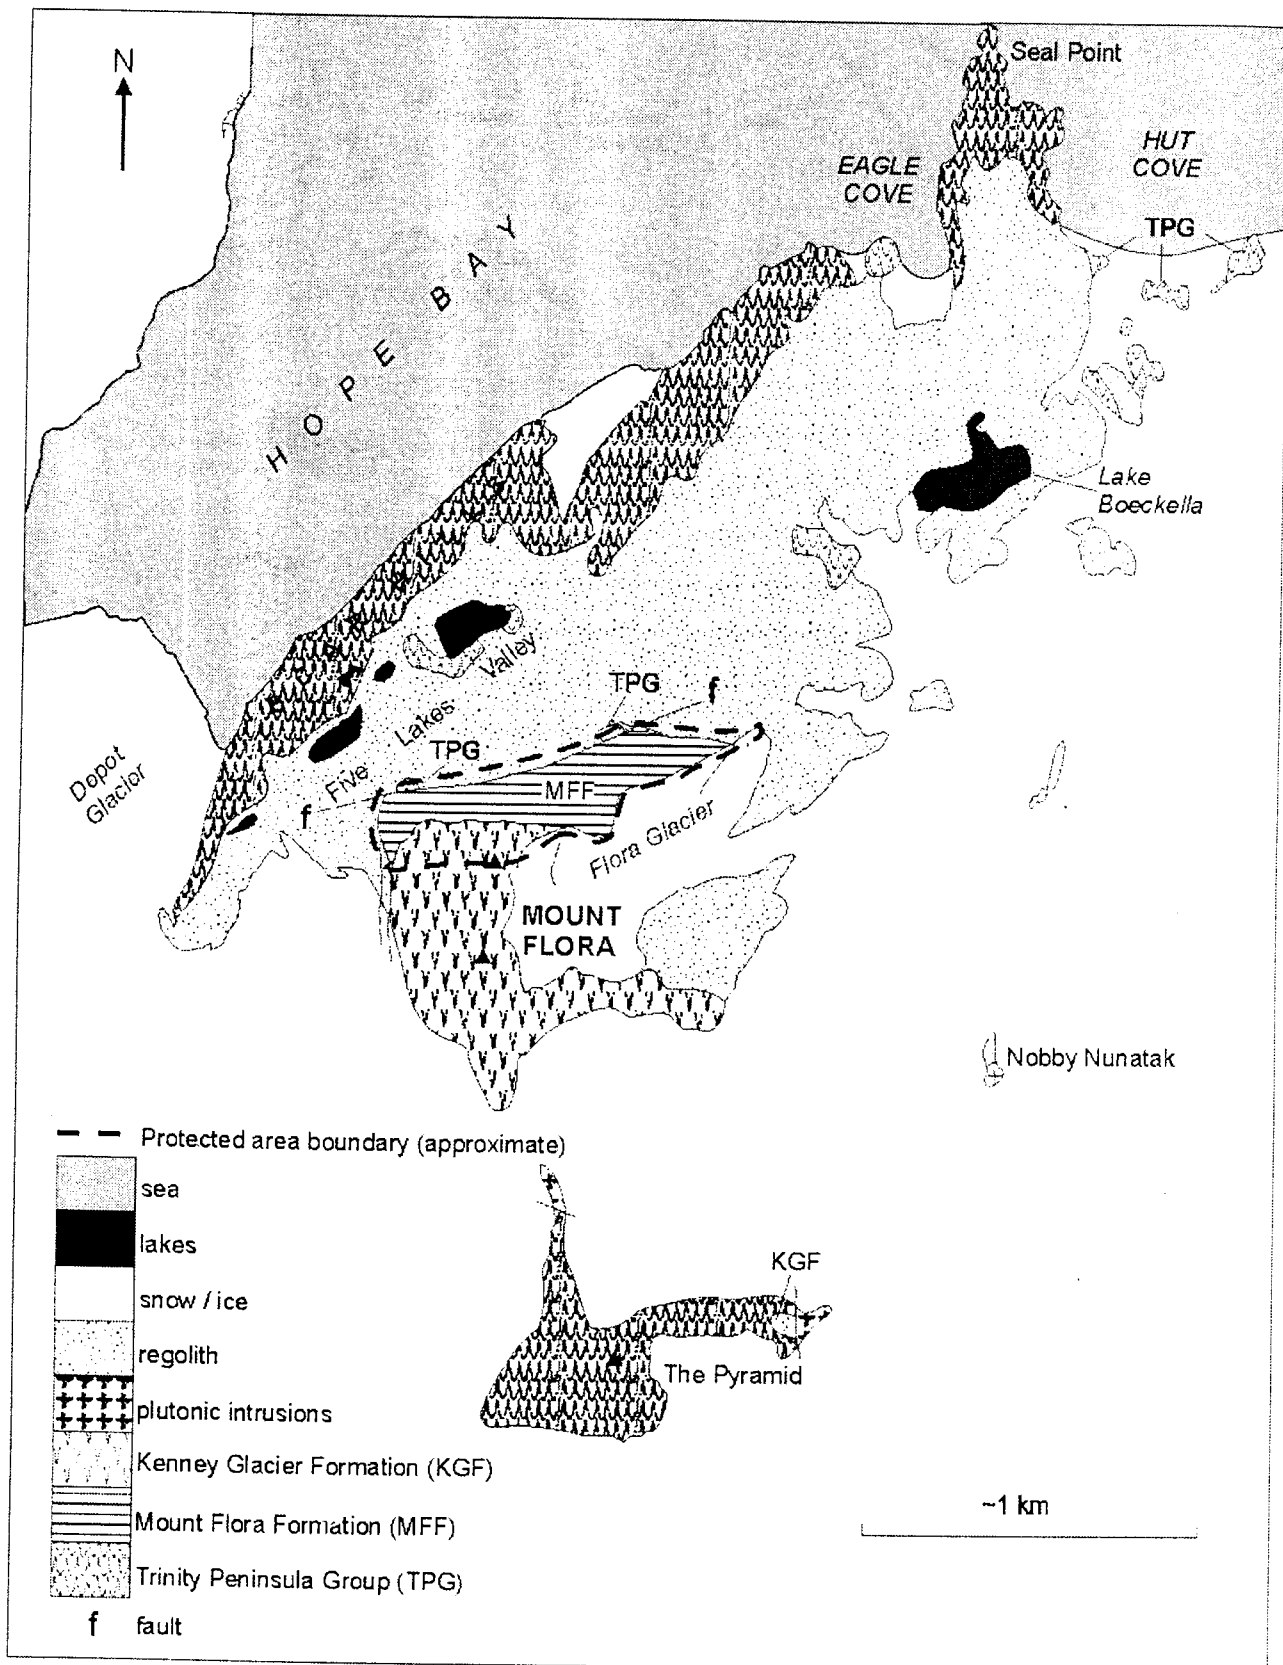 N
Seal Point
EAGLE
COVE
HUT
COVE
TPG
HOPE BAY
Lake
Boeckella
Valley
TPG
f
Lakes
TPG
Depot
Glacier
Five
MFF
f
Flora Glacier
MOUNT
FLORA
Nobby Nunatak
Protected area boundary (approximate)
sea
lakes
snow / ice
KGF
regolith
The Pyramid
plutonic intrusions
Kenney Glacier Formation (KGF)
~1 km
Mount Flora Formation (MFF)
Trinity Peninsula Group (TPG)
f fault